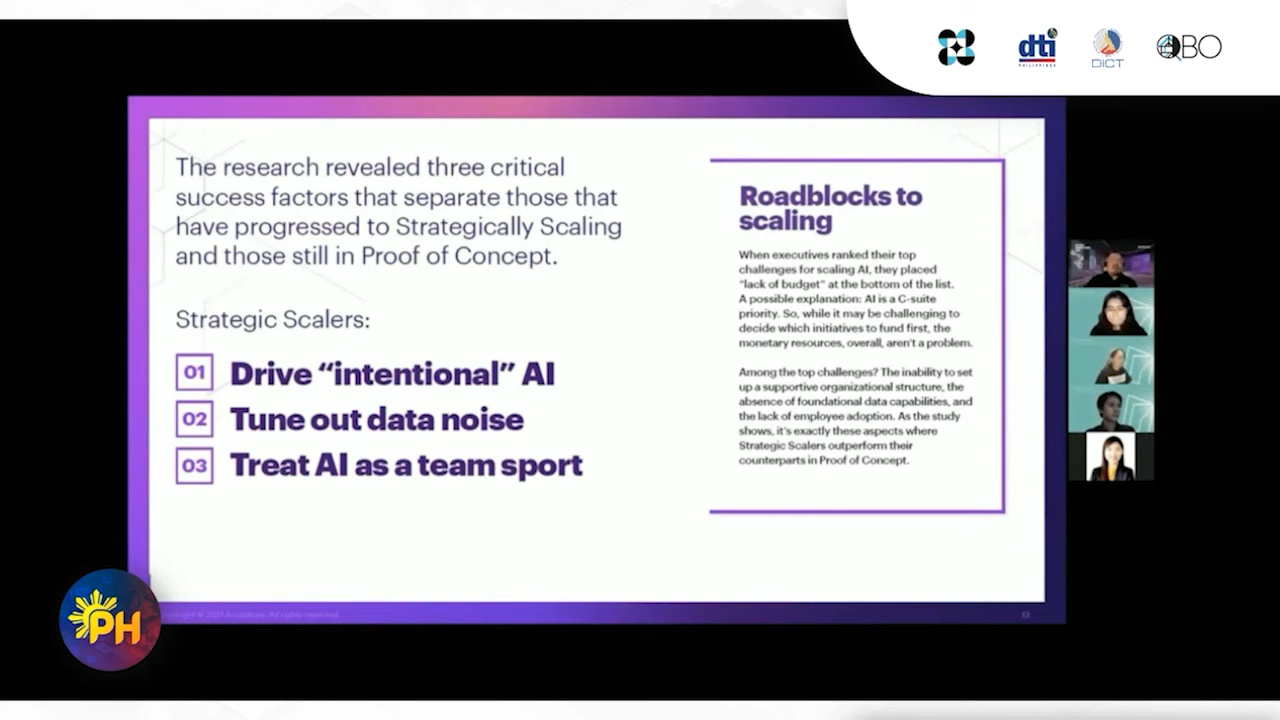 dti
PHILIPPINES
DICT
QBO
The research revealed three critical
success factors that separate those that
have progressed to Strategically Scaling
and those still in Proof of Concept.
Strategic Scalers:
01 Drive “intentional” AI
02 Tune out data noise
03 Treat AI as a team sport
Roadblocks to
scaling
When executives ranked their top
challenges for scaling AI, they placed
“lack of budget” at the bottom of the list.
A possible explanation: AI is a C-suite
priority. So, while it may be challenging to
decide which initiatives to fund first, the
monetary resources, overall, aren’t a problem.
Among the top challenges? The inability to set
up a supportive organizational structure, the
absence of foundational data capabilities, and
the lack of employee adoption. As the study
shows, it’s exactly these aspects where
Strategic Scalers outperform their
counterparts in Proof of Concept.
PH
All rights reserved.